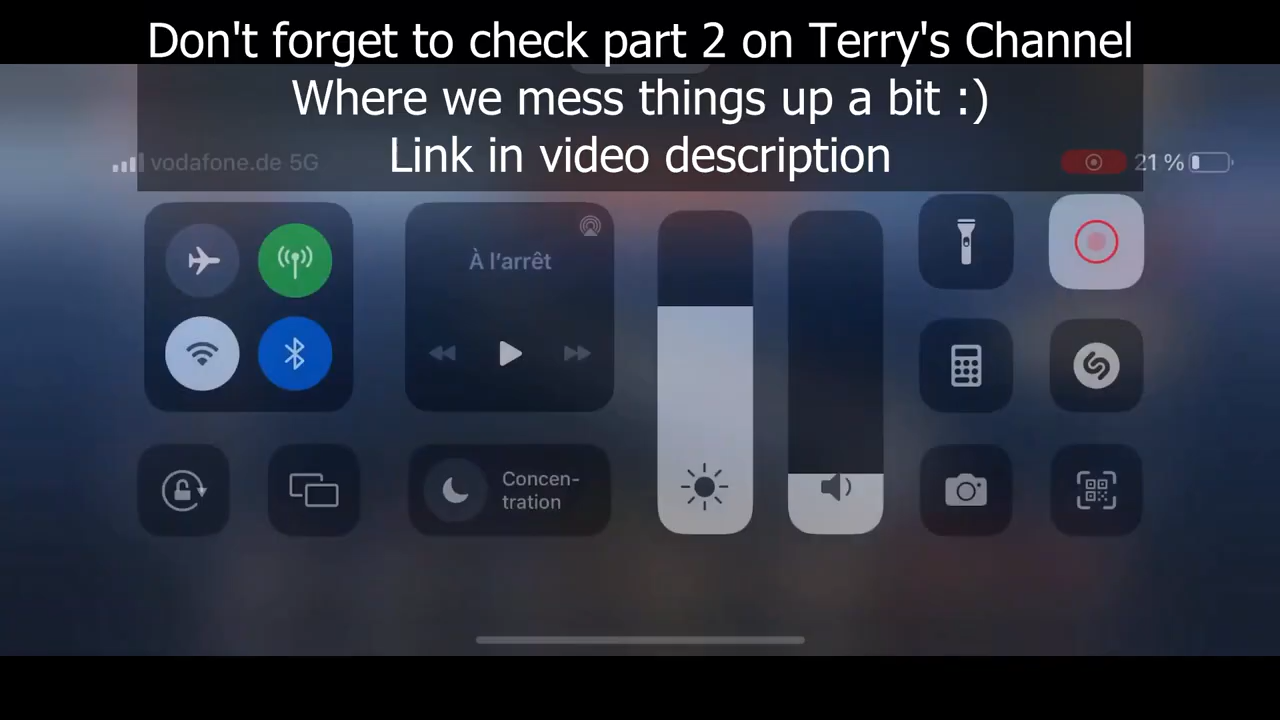 Don't forget to check part 2 on Terry's Channel
Where we mess things up a bit :)
Link in video description
vodafone.de 5G
21 %
À l'arrêt
Concen-
tration